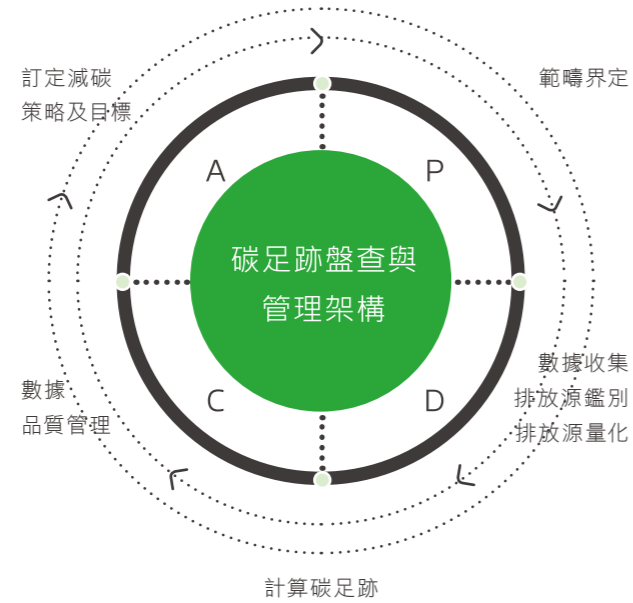 訂定減碳
策略及目標
範疇界定
A
P
碳足跡盤查與
管理架構
數據
品質管理
C
D
數據收集
排放源鑑別
排放源量化
計算碳足跡